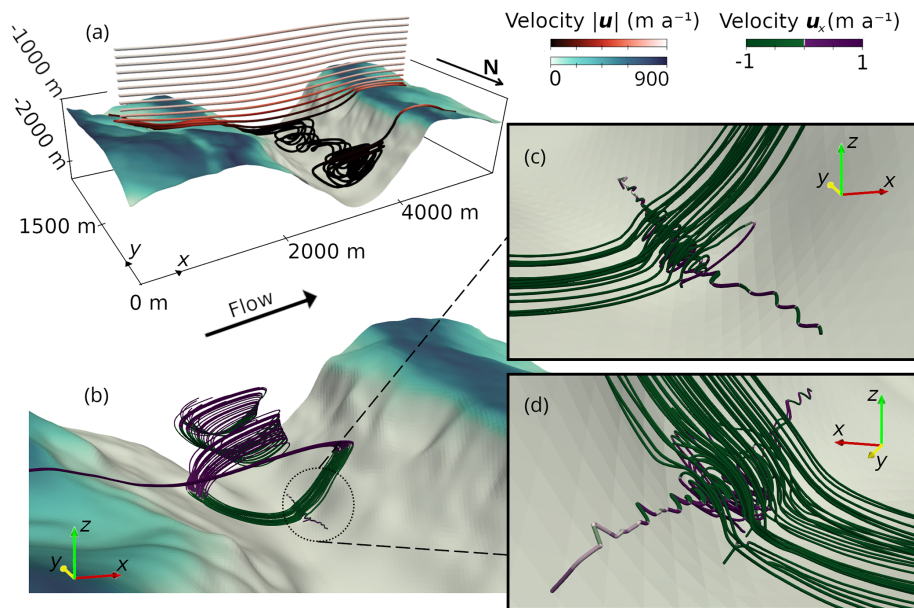 (a)
-1000 m
-2000 m
1500 m
y
x
0 m
2000 m
4000 m
N
Velocity |u| (m a⁻¹)
0
900
Velocity uₓ(m a⁻¹)
-1
1
Flow
(b)
z
y
x
(c)
z
y
x
(d)
z
x
y